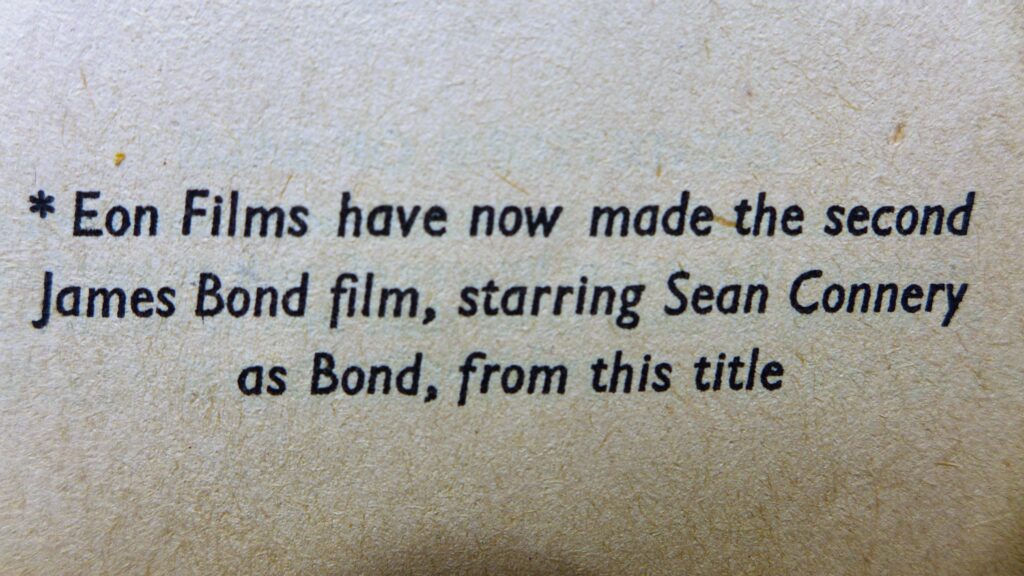 * Eon Films have now made the second
James Bond film, starring Sean Connery
as Bond, from this title